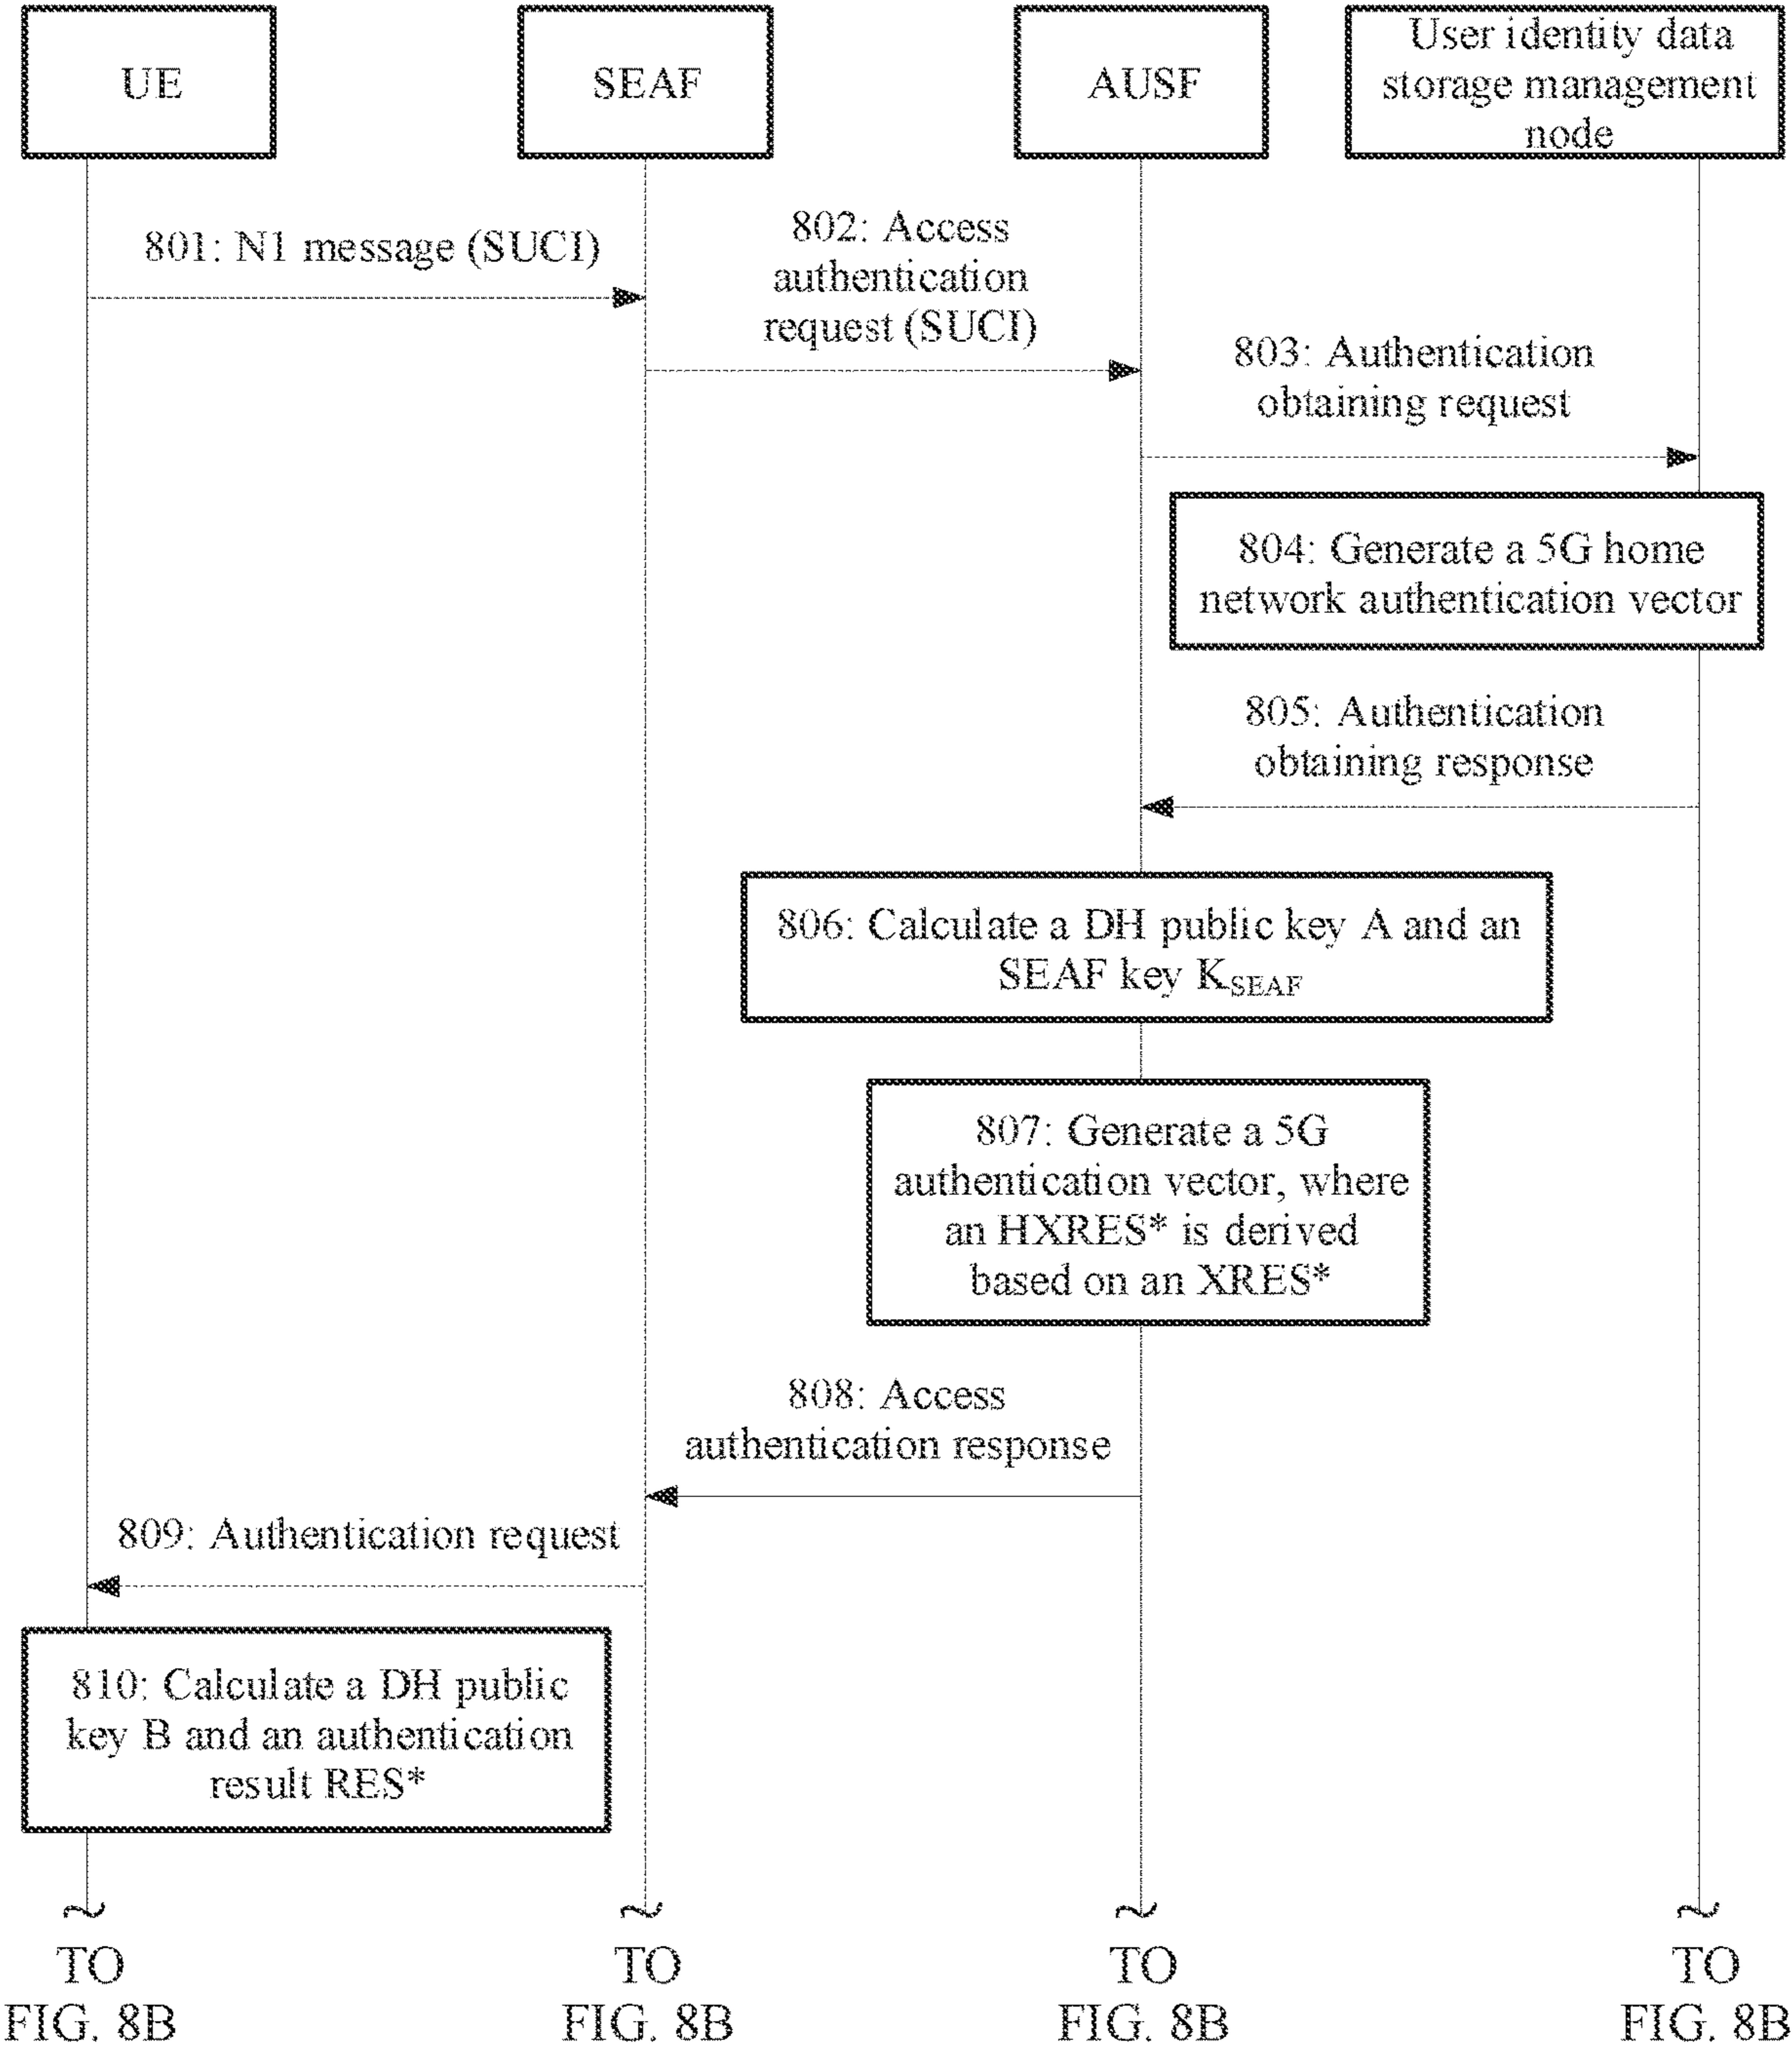 UE
SEAF
AUSF
User identity data
storage management
node
801: N1 message (SUCI)
802: Access
authentication
request (SUCI)
803: Authentication
obtaining request
804: Generate a 5G home
network authentication vector
805: Authentication
obtaining response
806: Calculate a DH public key A and an
SEAF key K_SEAF
807: Generate a 5G
authentication vector, where
an HXRES* is derived
based on an XRES*
808: Access
authentication response
809: Authentication request
810: Calculate a DH public
key B and an authentication
result RES*
TO
FIG. 8B
TO
FIG. 8B
TO
FIG. 8B
TO
FIG. 8B